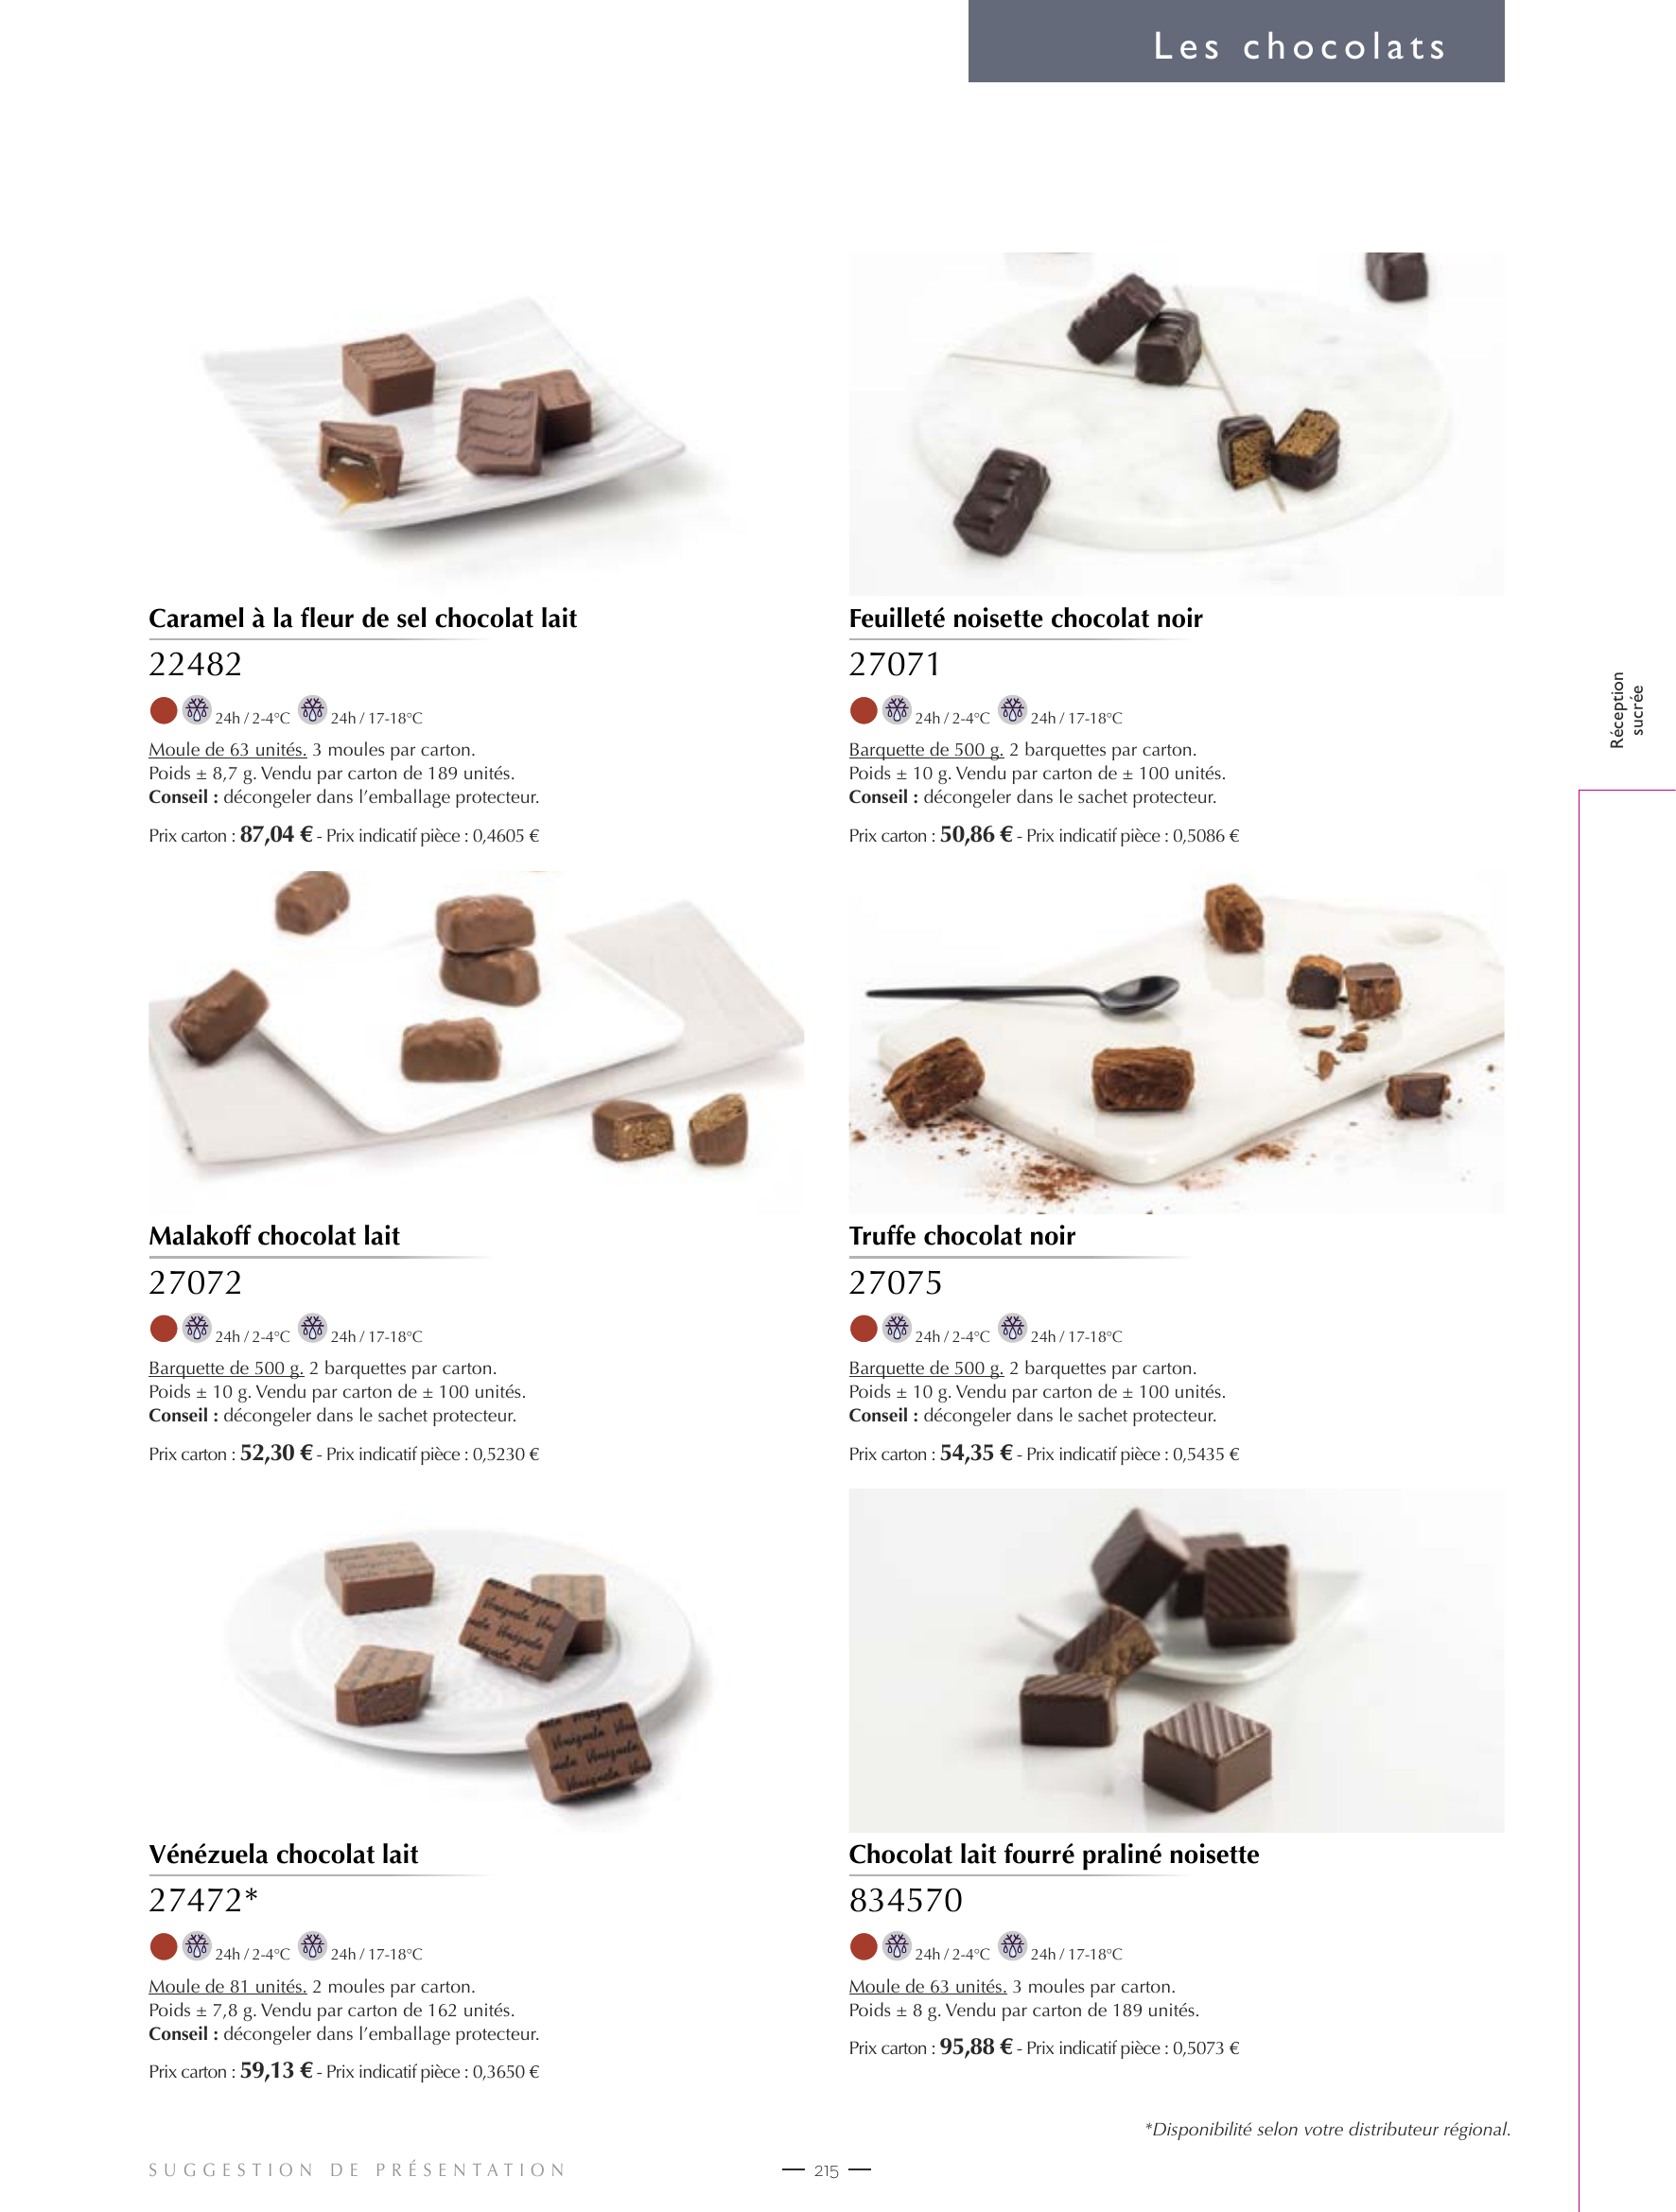 Les chocolats
Caramel à la fleur de sel chocolat lait
22482
24h / 2-4°C 24h / 17-18°C
Moule de 63 unités. 3 moules par carton.
Poids ± 8,7 g. Vendu par carton de 189 unités.
Conseil : décongeler dans l’emballage protecteur.
Prix carton : 87,04 € - Prix indicatif pièce : 0,4605 €
Feuilleté noisette chocolat noir
27071
24h / 2-4°C 24h / 17-18°C
Barquette de 500 g. 2 barquettes par carton.
Poids ± 10 g. Vendu par carton de ± 100 unités.
Conseil : décongeler dans le sachet protecteur.
Prix carton : 50,86 € - Prix indicatif pièce : 0,5086 €
Réception
sucrée
Malakoff chocolat lait
27072
24h / 2-4°C 24h / 17-18°C
Barquette de 500 g. 2 barquettes par carton.
Poids ± 10 g. Vendu par carton de ± 100 unités.
Conseil : décongeler dans le sachet protecteur.
Prix carton : 52,30 € - Prix indicatif pièce : 0,5230 €
Truffe chocolat noir
27075
24h / 2-4°C 24h / 17-18°C
Barquette de 500 g. 2 barquettes par carton.
Poids ± 10 g. Vendu par carton de ± 100 unités.
Conseil : décongeler dans le sachet protecteur.
Prix carton : 54,35 € - Prix indicatif pièce : 0,5435 €
Venezuela
Venezuela
Venezuela
Vénézuela chocolat lait
27472*
24h / 2-4°C 24h / 17-18°C
Moule de 81 unités. 2 moules par carton.
Poids ± 7,8 g. Vendu par carton de 162 unités.
Conseil : décongeler dans l’emballage protecteur.
Prix carton : 59,13 € - Prix indicatif pièce : 0,3650 €
Chocolat lait fourré praliné noisette
834570
24h / 2-4°C 24h / 17-18°C
Moule de 63 unités. 3 moules par carton.
Poids ± 8 g. Vendu par carton de 189 unités.
Prix carton : 95,88 € - Prix indicatif pièce : 0,5073 €
*Disponibilité selon votre distributeur régional.
SUGGESTION DE PRÉSENTATION
215